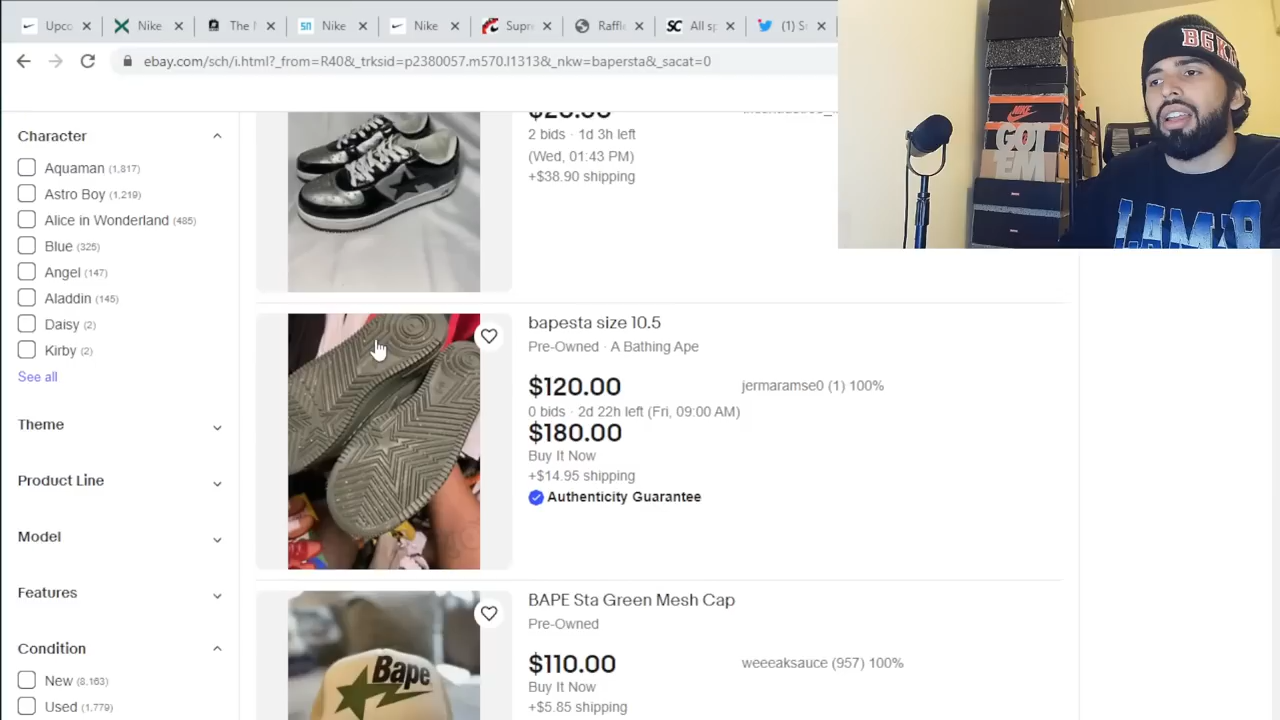 Upco
Nike
The
Nike
Nike
Supr
Raffle
All sp
(1) S
ebay.com/sch/i.html?_from=R40&_trksid=p2380057.m570.l1313&_nkw=bapersta&_sacat=0
BGK
NIKE
GOT
'EM
Character
Aquaman (1,817)
Astro Boy (1,219)
Alice in Wonderland (485)
Blue (325)
Angel (147)
Aladdin (145)
Daisy (2)
Kirby (2)
See all
Theme
Product Line
Model
Features
Condition
New (8,163)
Used (1,779)
2 bids · 1d 3h left
(Wed, 01:43 PM)
+$38.90 shipping
bapesta size 10.5
Pre-Owned · A Bathing Ape
$120.00
jermaramse0 (1) 100%
0 bids · 2d 22h left (Fri, 09:00 AM)
$180.00
Buy It Now
+$14.95 shipping
Authenticity Guarantee
BAPE Sta Green Mesh Cap
Pre-Owned
$110.00
weeeaksauce (957) 100%
Buy It Now
+$5.85 shipping
Bape